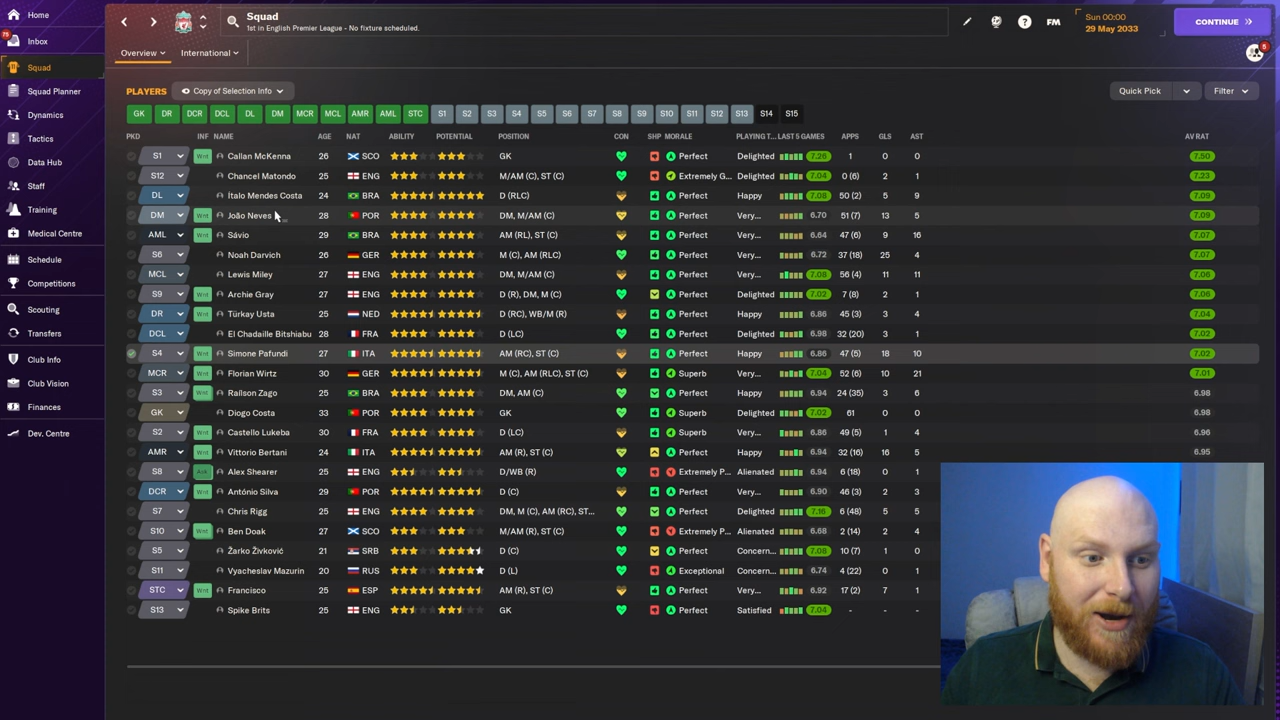 Home
Squad
1st in English Premier League - No fixture scheduled.
FM
Sun 00:00
29 May 2033
CONTINUE
5
75
Inbox
Squad
Overview
International
Squad Planner
PLAYERS
Copy of Selection Info
Quick Pick
Filter
Dynamics
GK DR DCR DCL DL DM MCR MCL AMR AML STC S1 S2 S3 S4 S5 S6 S7 S8 S9 S10 S11 S12 S13 S14 S15
Tactics
PKD INF NAME AGE NAT ABILITY POTENTIAL POSITION CON SHP MORALE PLAYING T... LAST 5 GAMES APPS GLS AST AV RAT
Data Hub
S1 Wnt Callan McKenna 26 SCO GK Perfect Delighted 7.26 1 0 0 7.50
S12 Chancel Matondo 25 ENG M/AM (C), ST (C) Extremely G... Delighted 7.04 0 (6) 2 1 7.23
Staff
DL Ítalo Mendes Costa 24 BRA D (RLC) Perfect Happy 7.08 50 (2) 5 9 7.09
Training
DM Wnt João Neves 28 POR DM, M/AM (C) Perfect Very... 6.70 51 (7) 13 5 7.09
Medical Centre
AML Wnt Sávio 29 BRA AM (RL), ST (C) Perfect Very... 6.64 47 (6) 9 16 7.07
Schedule
S6 Noah Darvich 26 GER M (C), AM (RLC) Perfect Very... 6.72 37 (18) 25 4 7.07
MCL Lewis Miley 27 ENG DM, M/AM (C) Perfect Very... 7.08 56 (4) 11 11 7.06
Competitions
S9 Archie Gray 27 ENG D (R), DM, M (C) Perfect Delighted 7.02 7 (8) 2 1 7.06
Scouting
DR Wnt Türkay Usta 25 NED D (RC), WB/M (R) Perfect Happy 6.86 45 (3) 3 4 7.04
Transfers
DCL El Chadaille Bitshiabu 28 FRA D (LC) Perfect Delighted 6.98 32 (20) 3 1 7.02
Club Info
S4 Simone Pafundi 27 ITA AM (RC), ST (C) Perfect Happy 6.86 47 (5) 18 10 7.02
MCR Wnt Florian Wirtz 30 GER M (C), AM (RLC), ST (C) Superb Very... 7.04 52 (6) 10 21 7.01
Club Vision
S3 Wnt Raílson Zago 25 BRA DM, AM (C) Perfect Happy 6.94 24 (35) 3 6 6.98
Finances
GK Diogo Costa 33 POR GK Superb Delighted 7.02 61 0 0 6.98
S2 Wnt Castello Lukeba 30 FRA D (LC) Superb Very... 6.86 49 (5) 1 4 6.96
Dev. Centre
AMR Wnt Vittorio Bertani 24 ITA AM (R), ST (C) Perfect Happy 6.94 32 (16) 16 5 6.95
S8 Ask Alex Shearer 25 ENG D/WB (R) Extremely P... Alienated 6.94 6 (18) 0 1
DCR Wnt António Silva 29 POR D (C) Perfect Very... 6.90 46 (3) 2 3
S7 Chris Rigg 25 ENG DM, M (C), AM (RC), ST... Perfect Very... 7.16 6 (48) 5 5
S10 Wnt Ben Doak 25 SCO M/AM (R), ST (C) Extremely P... Alienated 6.68 2 (14) 2 4
S5 Žarko Živković 21 SRB D (C) Perfect Concern... 7.08 10 (7) 1 0
S11 Vyacheslav Mazurin 20 RUS D (L) Exceptional Concern... 6.74 4 (22) 0 1
STC Wnt Francisco 25 ESP AM (R), ST (C) Perfect Very... 6.92 17 (2) 7 1
S13 Spike Brits 25 ENG GK Perfect Satisfied 7.04 - - -